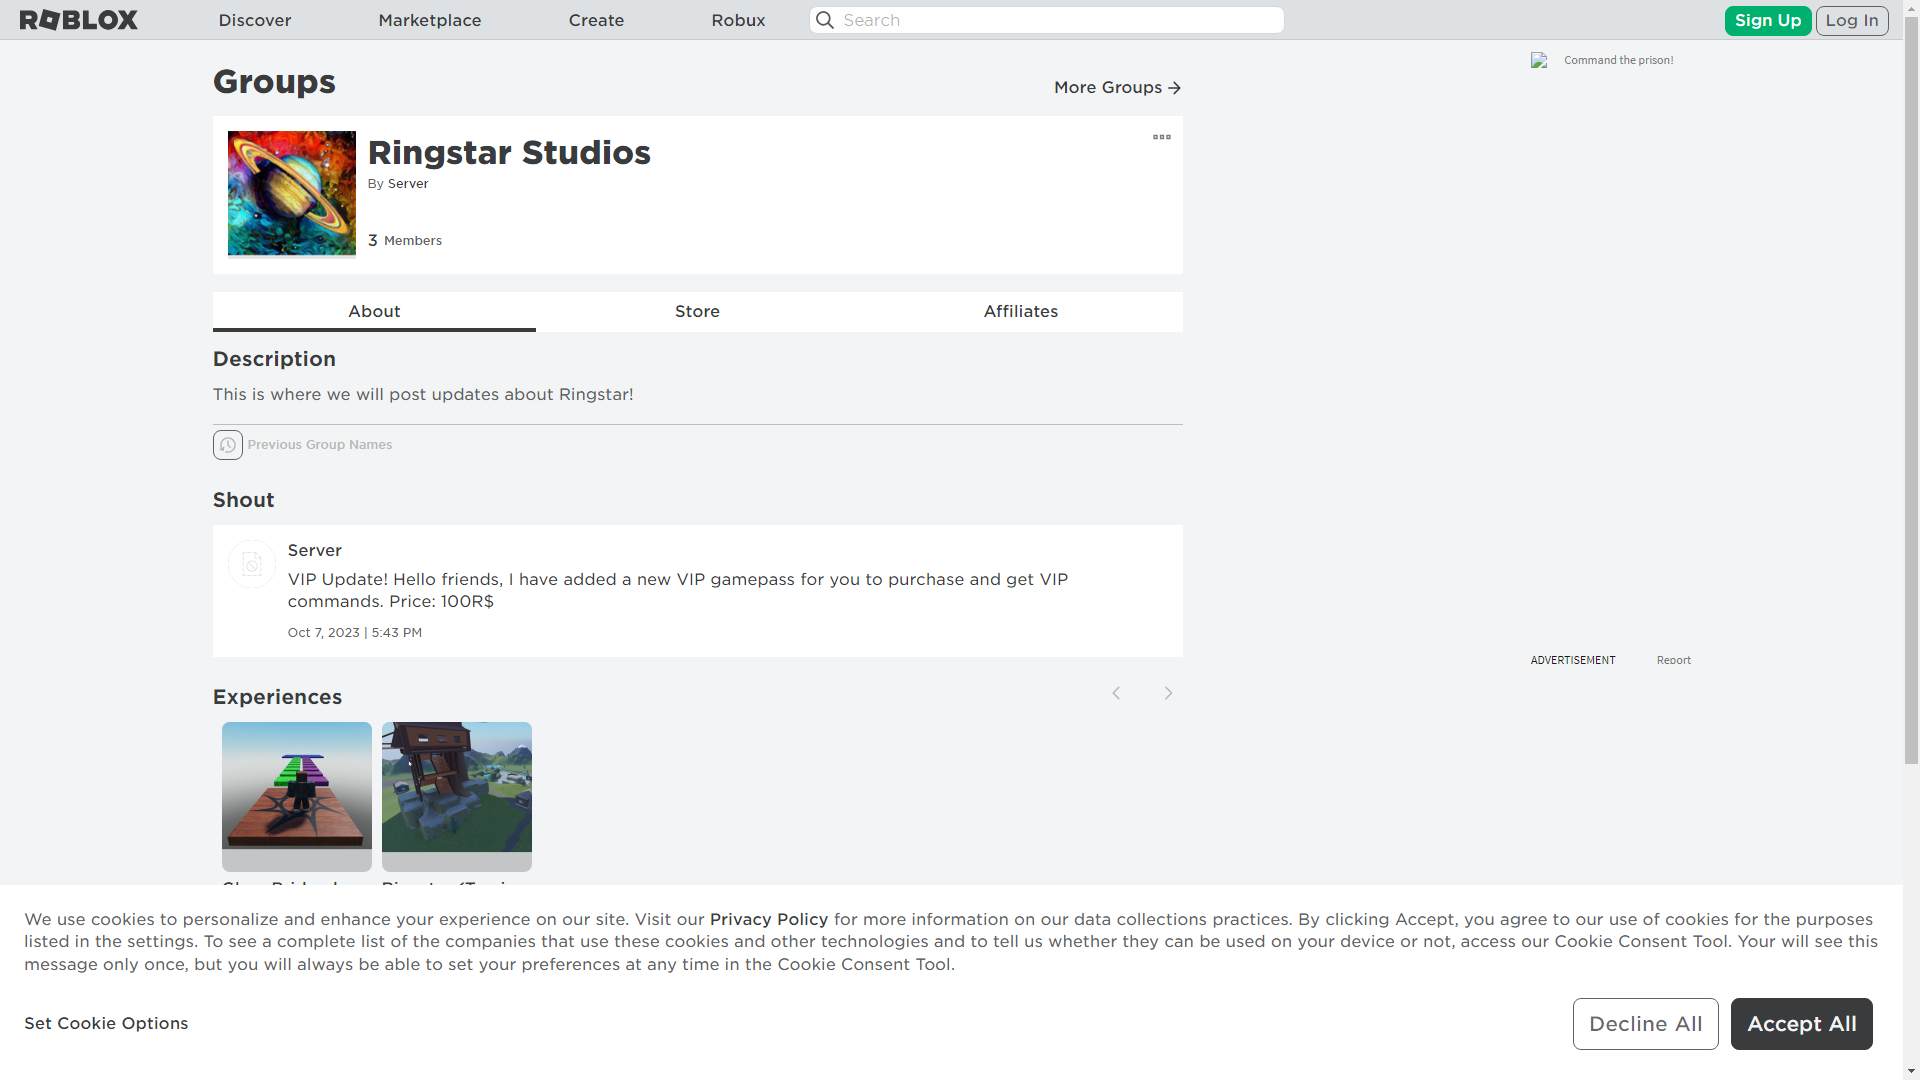 ROBLOX
Discover
Marketplace
Create
Robux
Search
Sign Up
Log In
Command the prison!
Groups
More Groups
Ringstar Studios
By Server
3 Members
About
Store
Affiliates
Description
This is where we will post updates about Ringstar!
Previous Group Names
Shout
Server
VIP Update! Hello friends, I have added a new VIP gamepass for you to purchase and get VIP
commands. Price: 100R$
Oct 7, 2023 | 5:43 PM
ADVERTISEMENT
Report
Experiences
We use cookies to personalize and enhance your experience on our site. Visit our Privacy Policy for more information on our data collections practices. By clicking Accept, you agree to our use of cookies for the purposes
listed in the settings. To see a complete list of the companies that use these cookies and other technologies and to tell us whether they can be used on your device or not, access our Cookie Consent Tool. Your will see this
message only once, but you will always be able to set your preferences at any time in the Cookie Consent Tool.
Set Cookie Options
Decline All
Accept All